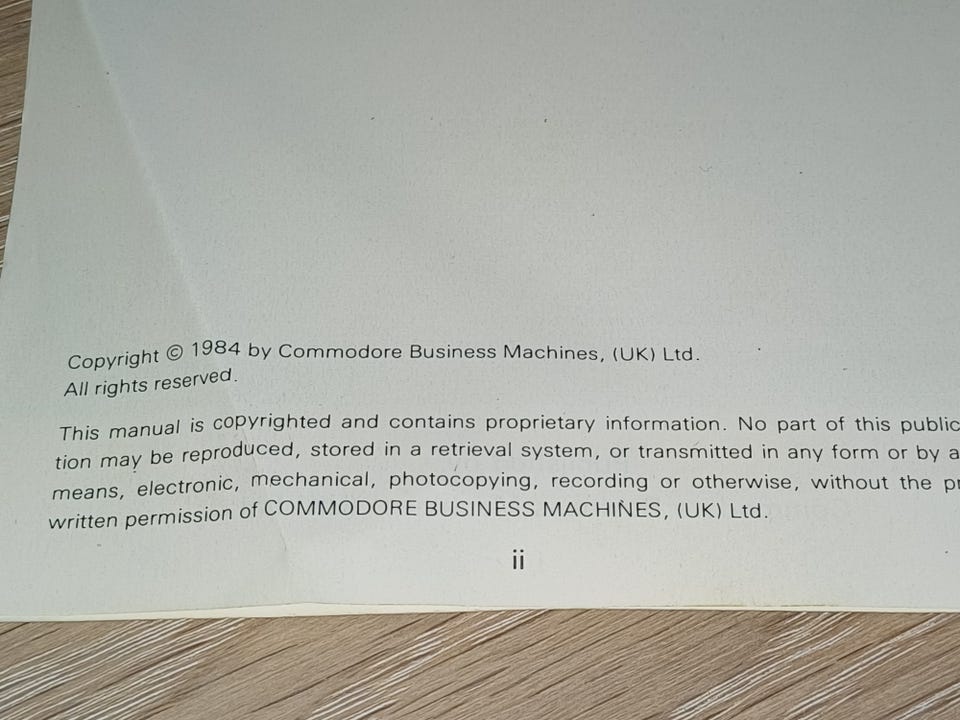 Copyright © 1984 by Commodore Business Machines, (UK) Ltd.
All rights reserved.
This manual is copyrighted and contains proprietary information. No part of this public
tion may be reproduced, stored in a retrieval system, or transmitted in any form or by a
means, electronic, mechanical, photocopying, recording or otherwise, without the pr
written permission of COMMODORE BUSINESS MACHINES, (UK) Ltd.
ii